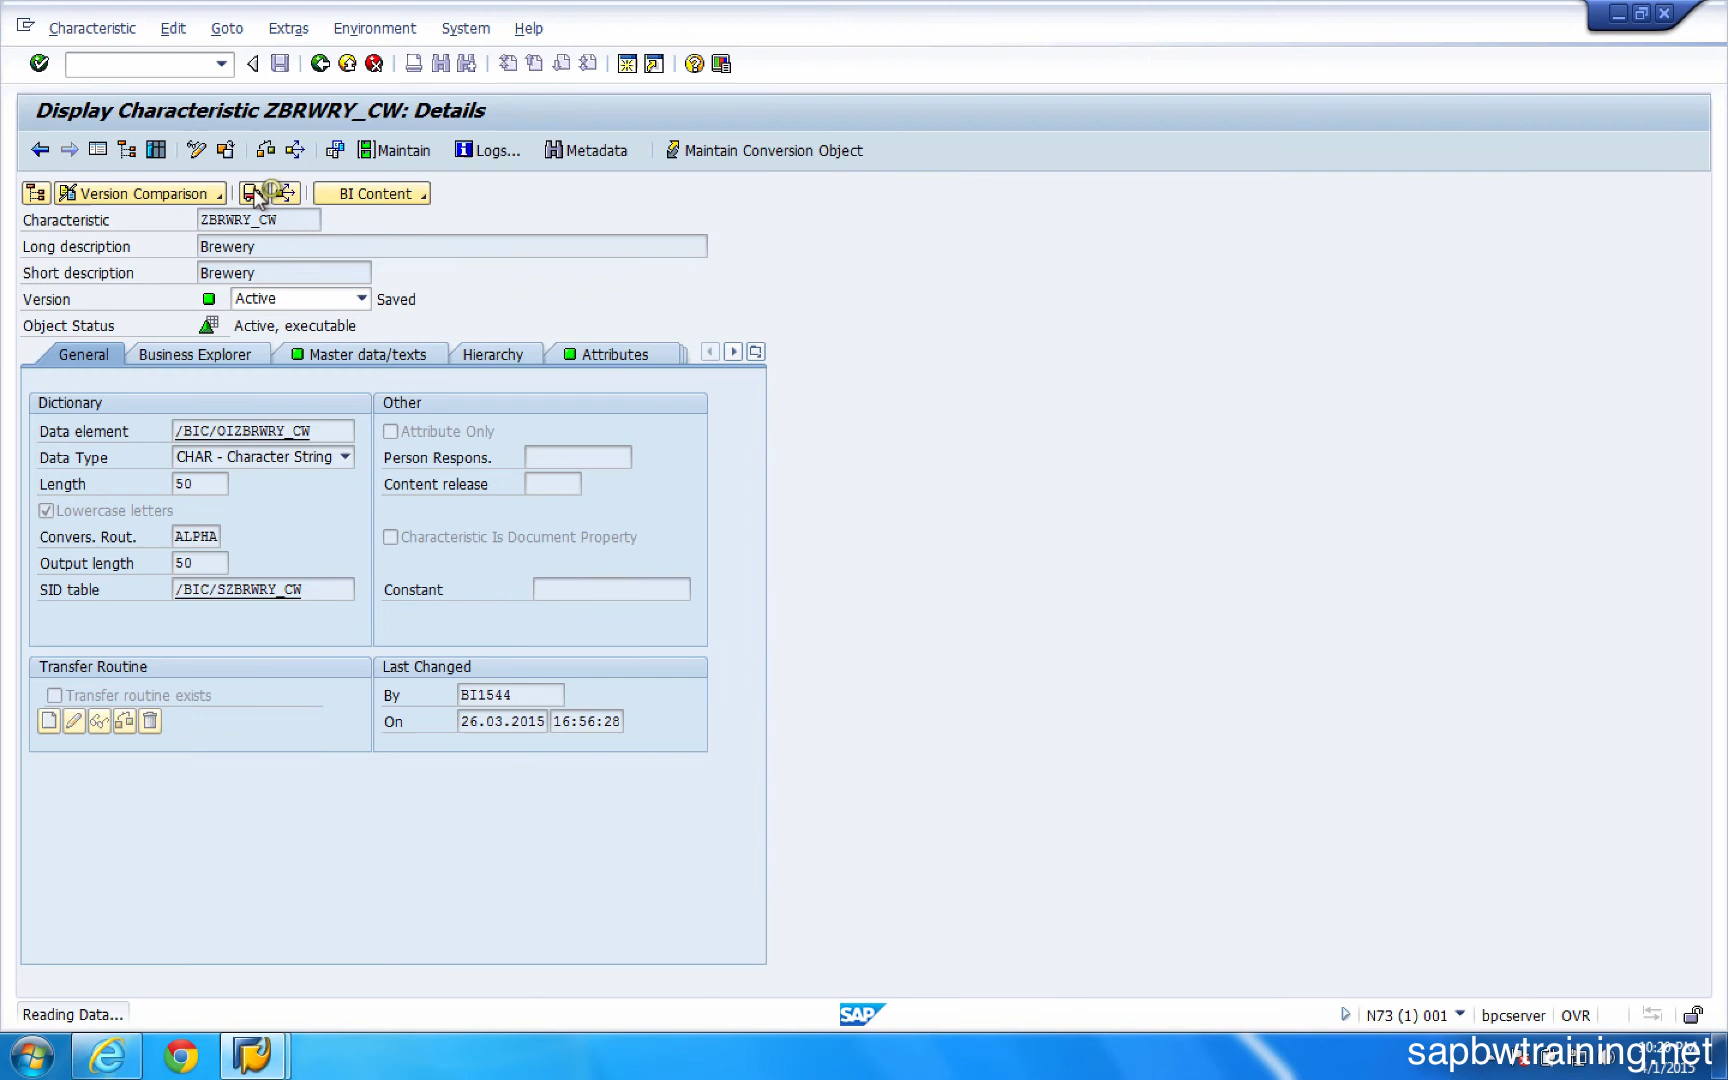 Characteristic Edit Goto Extras Environment System Help
Display Characteristic ZBRWRY_CW: Details
Maintain Logs... Metadata Maintain Conversion Object
Version Comparison BI Content
Characteristic ZBRWRY_CW
Long description Brewery
Short description Brewery
Version Active Saved
Object Status Active, executable
General Business Explorer Master data/texts Hierarchy Attributes
Dictionary
Data element /BIC/OIZBRWRY_CW
Data Type CHAR - Character String
Length 50
Lowercase letters
Convers. Rout. ALPHA
Output length 50
SID table /BIC/SZBRWRY_CW
Other
Attribute Only
Person Respons.
Content release
Characteristic Is Document Property
Constant
Transfer Routine
Transfer routine exists
Last Changed
By BI1544
On 26.03.2015 16:56:28
Reading Data...
SAP
N73 (1) 001 bpcserver OVR
sapbwtraining.net
4/1/2015